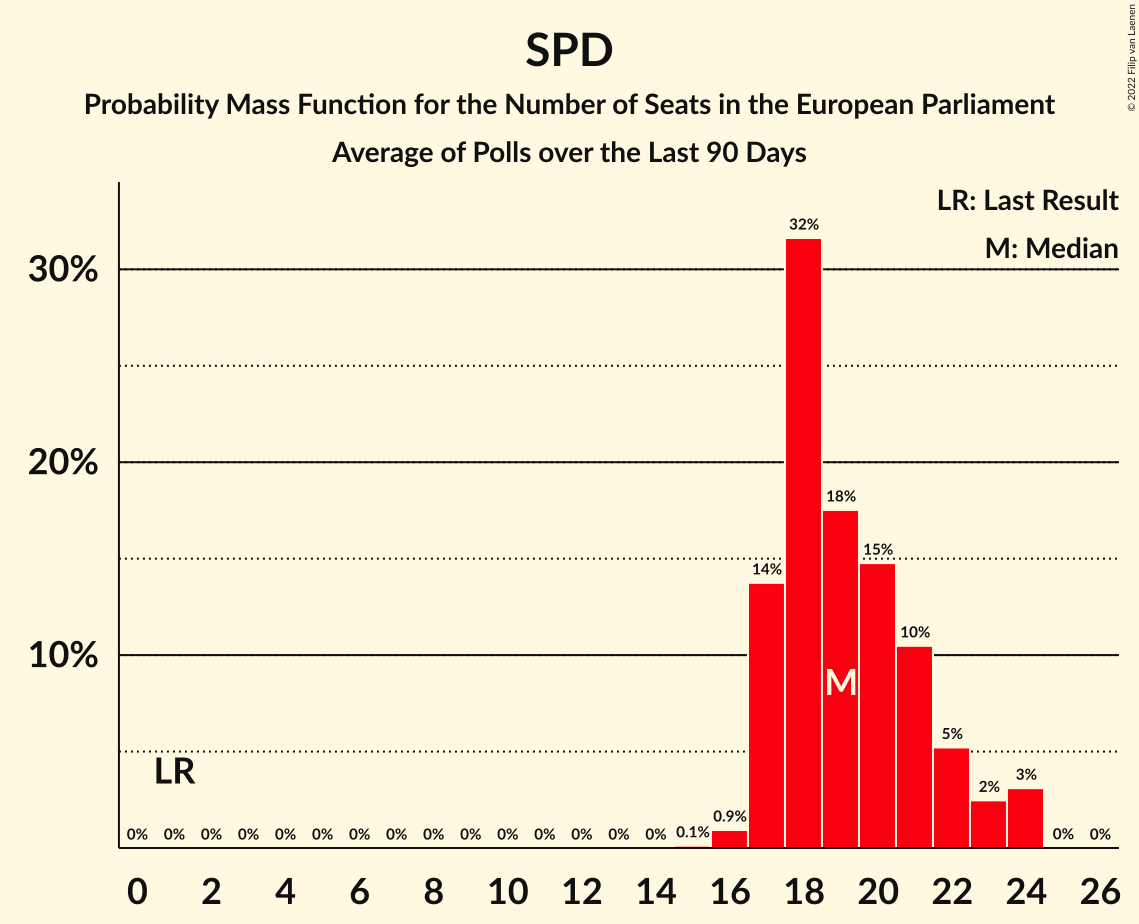 SPD
Probability Mass Function for the Number of Seats in the European Parliament
Average of Polls over the Last 90 Days
© 2022 Filip van Laenen
LR: Last Result
M: Median
30%
20%
10%
32%
18%
15%
14%
10%
5%
3%
2%
0.9%
0.1%
M
LR
0% 0% 0% 0% 0% 0% 0% 0% 0% 0% 0% 0% 0% 0% 0% 0% 0%
0 2 4 6 8 10 12 14 16 18 20 22 24 26